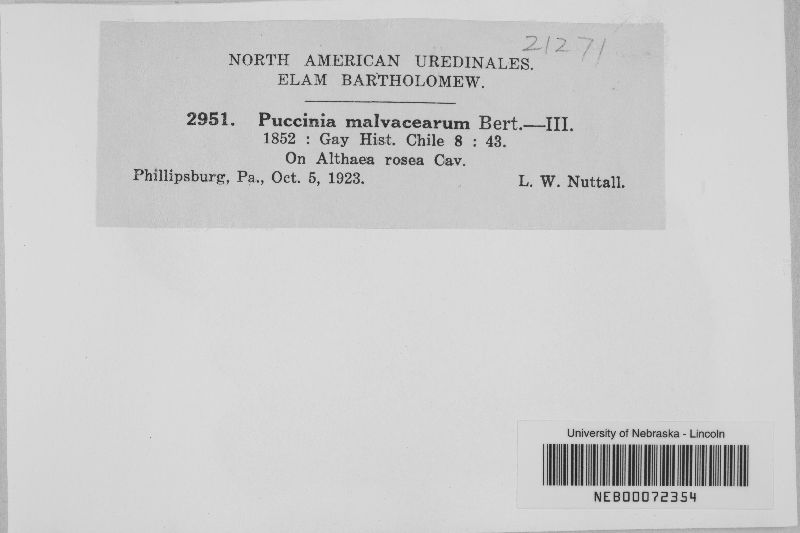 21271
NORTH AMERICAN UREDINALES.
ELAM BARTHOLOMEW.
2951. Puccinia malvacearum Bert.—III.
1852 : Gay Hist. Chile 8 : 43.
On Althaea rosea Cav.
Phillipsburg, Pa., Oct. 5, 1923. L. W. Nuttall.
University of Nebraska - Lincoln
NEB00072354